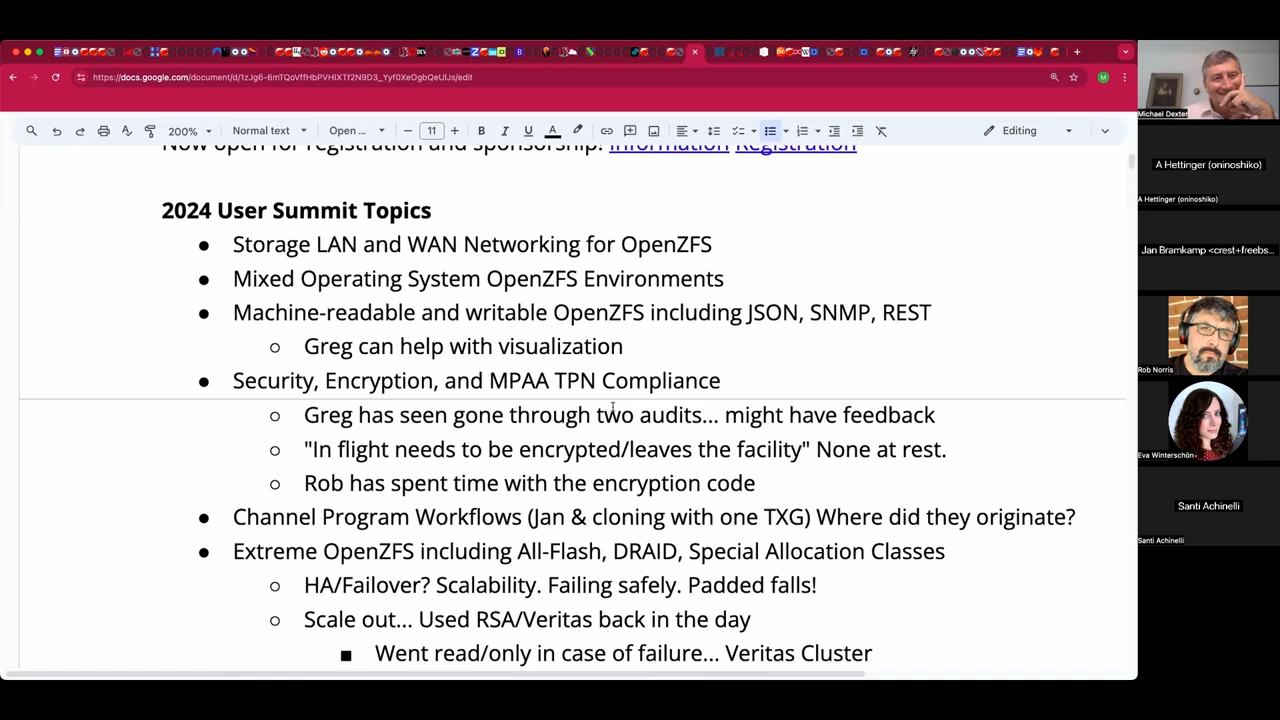 https://docs.google.com/document/d/1zJg6-6mTQoVffHbPVHIXTf2N9D3_Yyf0XeOgbQeUIJs/edit
M
200%
Normal text
Open ...
11
B I U A
Editing
Now open for registration and sponsorship! Information Registration
2024 User Summit Topics
● Storage LAN and WAN Networking for OpenZFS
● Mixed Operating System OpenZFS Environments
● Machine-readable and writable OpenZFS including JSON, SNMP, REST
○ Greg can help with visualization
● Security, Encryption, and MPAA TPN Compliance
○ Greg has seen gone through two audits... might have feedback
○ "In flight needs to be encrypted/leaves the facility" None at rest.
○ Rob has spent time with the encryption code
● Channel Program Workflows (Jan & cloning with one TXG) Where did they originate?
● Extreme OpenZFS including All-Flash, DRAID, Special Allocation Classes
○ HA/Failover? Scalability. Failing safely. Padded falls!
○ Scale out... Used RSA/Veritas back in the day
■ Went read/only in case of failure... Veritas Cluster
Michael Dexter
A Hettinger (oninoshiko)
A Hettinger (oninoshiko)
Jan Bramkamp <crest+freebs...
Rob Norris
Eva Winterschön
Santi Achinelli
Santi Achinelli